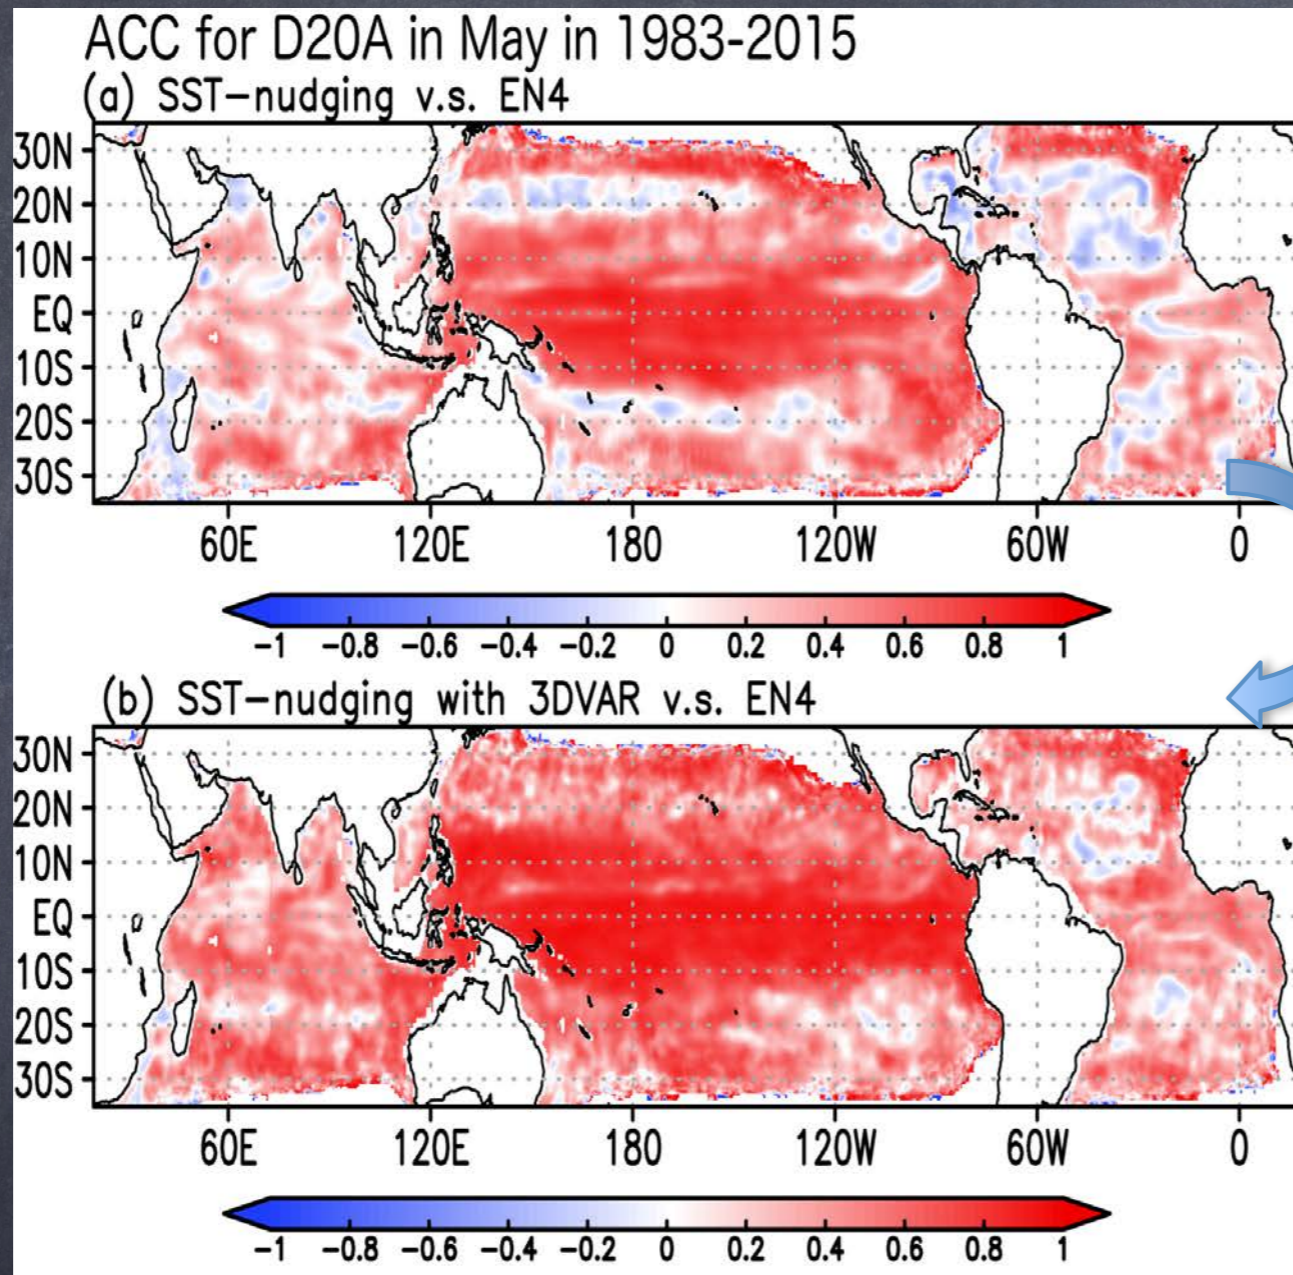 ACC for D20A in May in 1983-2015
(a) SST-nudging v.s. EN4
30N
20N
10N
EQ
10S
20S
30S
60E 120E 180 120W 60W 0
-1 -0.8 -0.6 -0.4 -0.2 0 0.2 0.4 0.6 0.8 1
(b) SST-nudging with 3DVAR v.s. EN4
30N
20N
10N
EQ
10S
20S
30S
60E 120E 180 120W 60W 0
-1 -0.8 -0.6 -0.4 -0.2 0 0.2 0.4 0.6 0.8 1